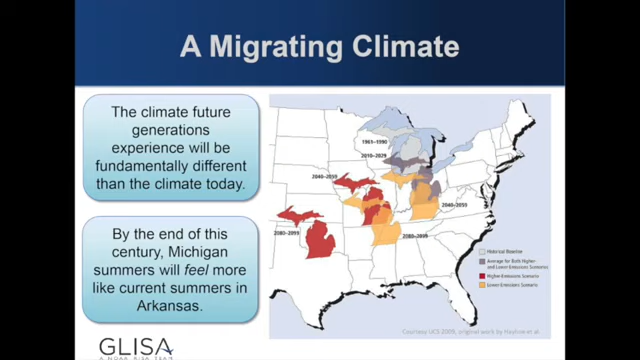 A Migrating Climate
The climate future
generations
experience will be
fundamentally different
than the climate today.
By the end of this
century, Michigan
summers will feel more
like current summers in
Arkansas.
1961–1990
2010–2029
2040–2059
2040–2059
2080–2099
2080–2099
Historical Baseline
Average for Both Higher-
and Lower-Emissions Scenarios
Higher-Emissions Scenario
Lower-Emissions Scenario
Courtesy UCS 2009, original work by Hayhoe et al.
GLISA
A NOAA RISA TEAM